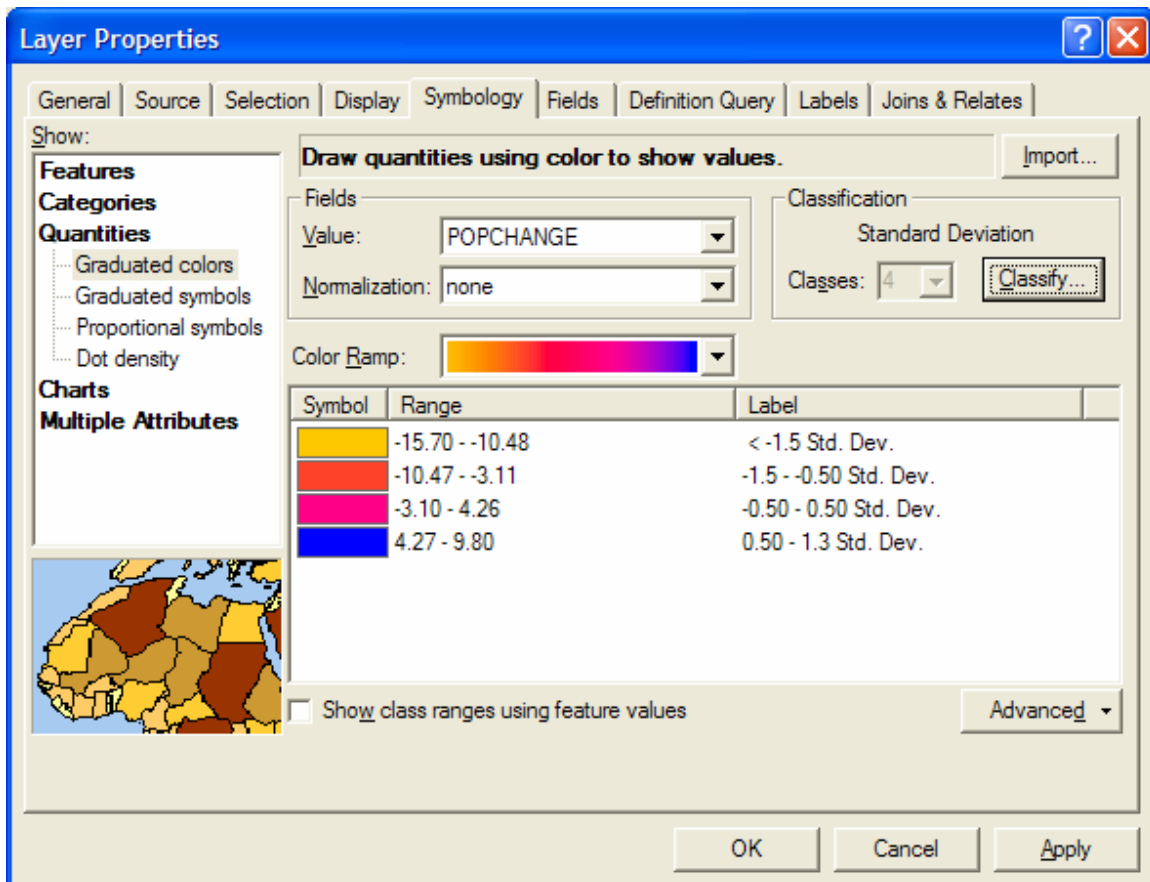 Layer Properties
General Source Selection Display Symbology Fields Definition Query Labels Joins & Relates
Show:
Features
Categories
Quantities
Graduated colors
Graduated symbols
Proportional symbols
Dot density
Charts
Multiple Attributes
Draw quantities using color to show values.
Import...
Fields
Value: POPCHANGE
Normalization: none
Classification
Standard Deviation
Classes: 4 Classify...
Color Ramp:
Symbol Range Label
-15.70 - -10.48 < -1.5 Std. Dev.
-10.47 - -3.11 -1.5 - -0.50 Std. Dev.
-3.10 - 4.26 -0.50 - 0.50 Std. Dev.
4.27 - 9.80 0.50 - 1.3 Std. Dev.
Show class ranges using feature values
Advanced
OK Cancel Apply